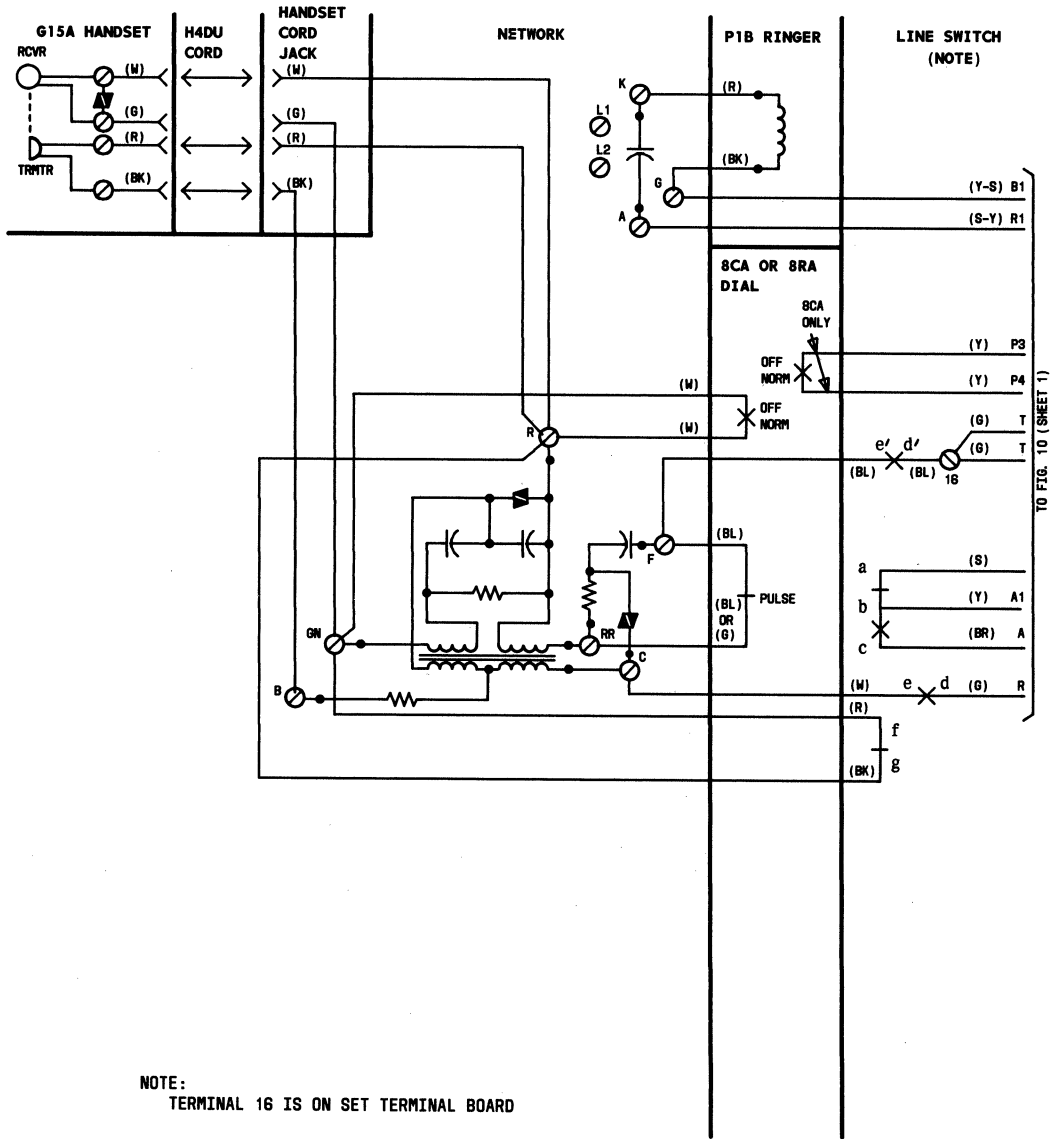 HANDSET
CORD
JACK
G15A HANDSET
H4DU
CORD
NETWORK
P1B RINGER
LINE SWITCH
(NOTE)
RCVR
(W)
(W)
(G)
(G)
(R)
(R)
TRMTR
(BK)
(BK)
K
L1
L2
G
A
(R)
(BK)
(Y-S) B1
(S-Y) R1
8CA OR 8RA
DIAL
8CA
ONLY
OFF
NORM
(Y) P3
(Y) P4
(W)
OFF
NORM
(W)
R
(G) T
(G) T
e' d'
(BL) (BL) 16
TO FIG. 10 (SHEET 1)
F
(BL)
PULSE
(BL)
OR
(G)
a
(S)
b
(Y) A1
c
(BR) A
GN
RR
C
B
(W)
e d (G) R
(R)
f
g
(BK)
NOTE:
TERMINAL 16 IS ON SET TERMINAL BOARD